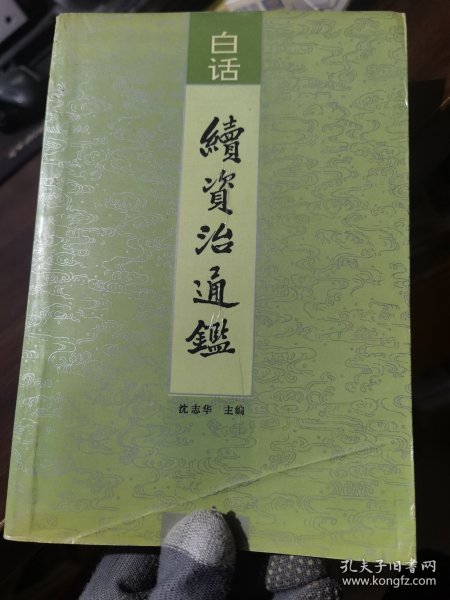 白话
續資治通鑑
沈志华 主编
孔夫子旧书网
www.kongfz.com